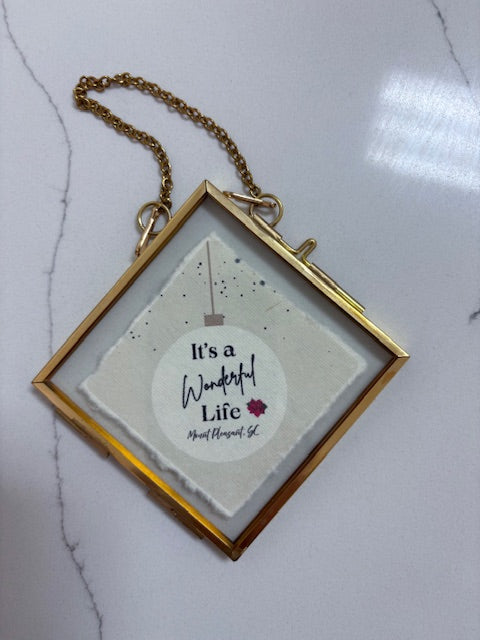 It's a
Wonderful
Life
Mount Pleasant, SC